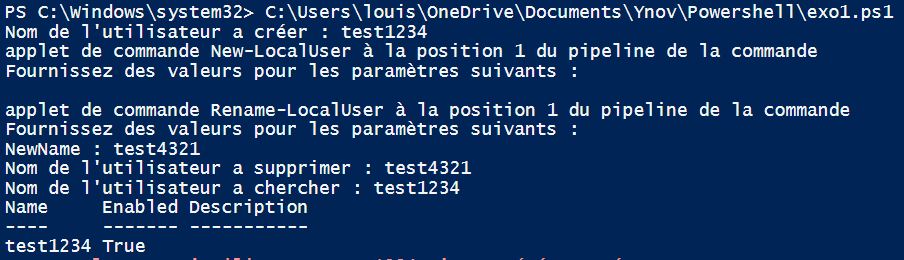 PS C:\Windows\system32> C:\Users\louis\OneDrive\Documents\Ynov\Powershell\exo1.ps1
Nom de l'utilisateur a créer : test1234
applet de commande New-LocalUser à la position 1 du pipeline de la commande
Fournissez des valeurs pour les paramètres suivants :
applet de commande Rename-LocalUser à la position 1 du pipeline de la commande
Fournissez des valeurs pour les paramètres suivants :
NewName : test4321
Nom de l'utilisateur a supprimer : test4321
Nom de l'utilisateur a chercher : test1234
Name     Enabled Description
----     ------- -----------
test1234 True